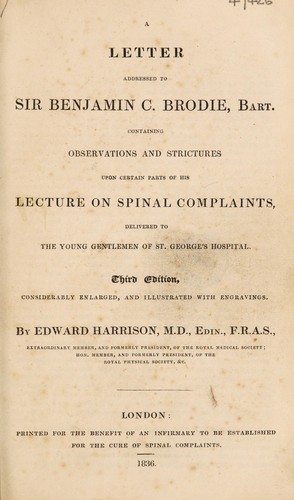 A
LETTER
ADDRESSED TO
SIR BENJAMIN C. BRODIE, BART.
CONTAINING
OBSERVATIONS AND STRICTURES
UPON CERTAIN PARTS OF HIS
LECTURE ON SPINAL COMPLAINTS,
DELIVERED TO
THE YOUNG GENTLEMEN OF ST. GEORGE'S HOSPITAL.
Third Edition,
CONSIDERABLY ENLARGED, AND ILLUSTRATED WITH ENGRAVINGS.
BY EDWARD HARRISON, M.D., EDIN., F.R.A.S.,
EXTRAORDINARY MEMBER, AND FORMERLY PRESIDENT, OF THE ROYAL MEDICAL SOCIETY;
HON. MEMBER, AND FORMERLY PRESIDENT, OF THE
ROYAL PHYSICAL SOCIETY, &c.
LONDON:
PRINTED FOR THE BENEFIT OF AN INFIRMARY TO BE ESTABLISHED
FOR THE CURE OF SPINAL COMPLAINTS.
1836.